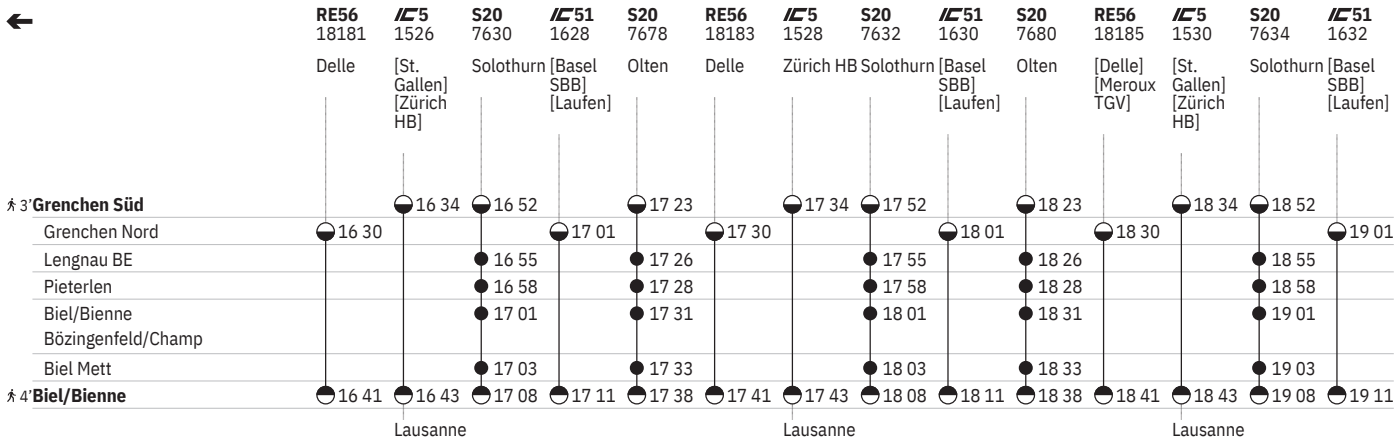 RE56 IC5 S20 IC51 S20 RE56 IC5 S20 IC51 S20 RE56 IC5 S20 IC51
18181 1526 7630 1628 7678 18183 1528 7632 1630 7680 18185 1530 7634 1632
Delle [St. Solothurn [Basel Olten Delle Zürich HB Solothurn [Basel Olten [Delle] [St. Solothurn [Basel
Gallen] SBB] SBB] [Meroux Gallen] SBB]
[Zürich [Laufen] [Laufen] TGV] [Zürich [Laufen]
HB] HB]
3' Grenchen Süd 16 34 16 52 17 23 17 34 17 52 18 23 18 34 18 52
Grenchen Nord 16 30 17 01 17 30 18 01 18 30 19 01
Lengnau BE 16 55 17 26 17 55 18 26 18 55
Pieterlen 16 58 17 28 17 58 18 28 18 58
Biel/Bienne 17 01 17 31 18 01 18 31 19 01
Bözingenfeld/Champ
Biel Mett 17 03 17 33 18 03 18 33 19 03
4' Biel/Bienne 16 41 16 43 17 08 17 11 17 38 17 41 17 43 18 08 18 11 18 38 18 41 18 43 19 08 19 11
Lausanne Lausanne Lausanne